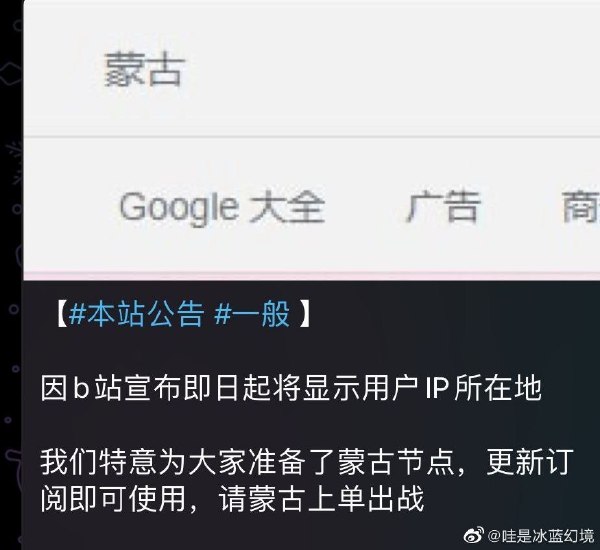 蒙古
Google 大全 广告 商
【#本站公告 #一般 】
因b站宣布即日起将显示用户IP所在地
我们特意为大家准备了蒙古节点，更新订
阅即可使用，请蒙古上单出战
@哇是冰蓝幻境